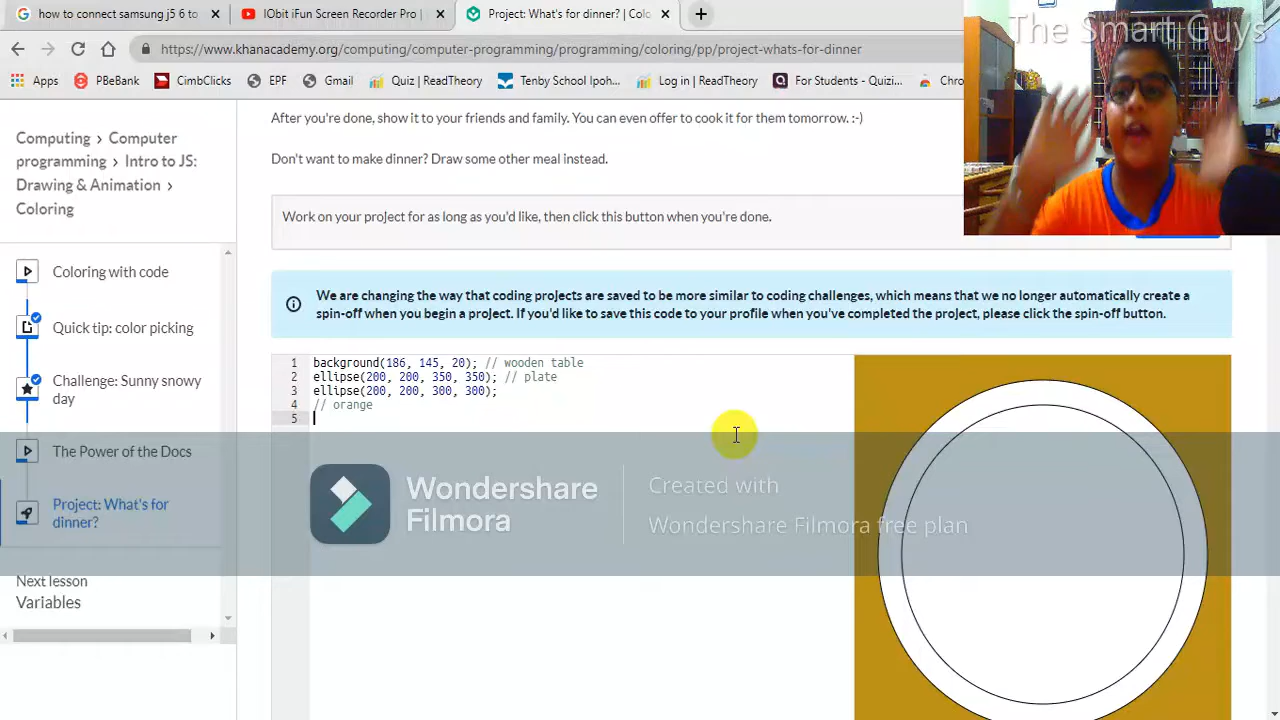 how to connect samsung j5 6 to
IObhiFun S
Project: What's for dinner? | Colo
https://www.khanacademy.org/computing/computer-programming/programming/coloring/pp/project-whats-for-dinner
Apps PBeBank CimbClicks EPF Gmail Quiz | ReadTheory Log in | ReadTheory For Students - Quizi... Chro
The Smart Guys
Computing > Computer
programming > Intro to JS:
Drawing & Animation >
Coloring
Coloring with code
Quick tip: color picking
Challenge: Sunny snowy
day
The Power of the Docs
Project: What's for
dinner?
Next lesson
Variables
After you're done, show it to your friends and family. You can even offer to cook it for them tomorrow. :-)
Don't want to make dinner? Draw some other meal instead.
Work on your project for as long as you'd like, then click this button when you're done.
We are changing the way that coding projects are saved to be more similar to coding challenges, which means that we no longer automatically create a
spin-off when you begin a project. If you'd like to save this code to your profile when you've completed the project, please click the spin-off button.
1 background(186, 145, 20); // wooden table
2 ellipse(200, 200, 350, 350); // plate
3 ellipse(200, 200, 300, 300);
4 // orange
5
Wondershare
Filmora
Created with
Wondershare Filmora free plan